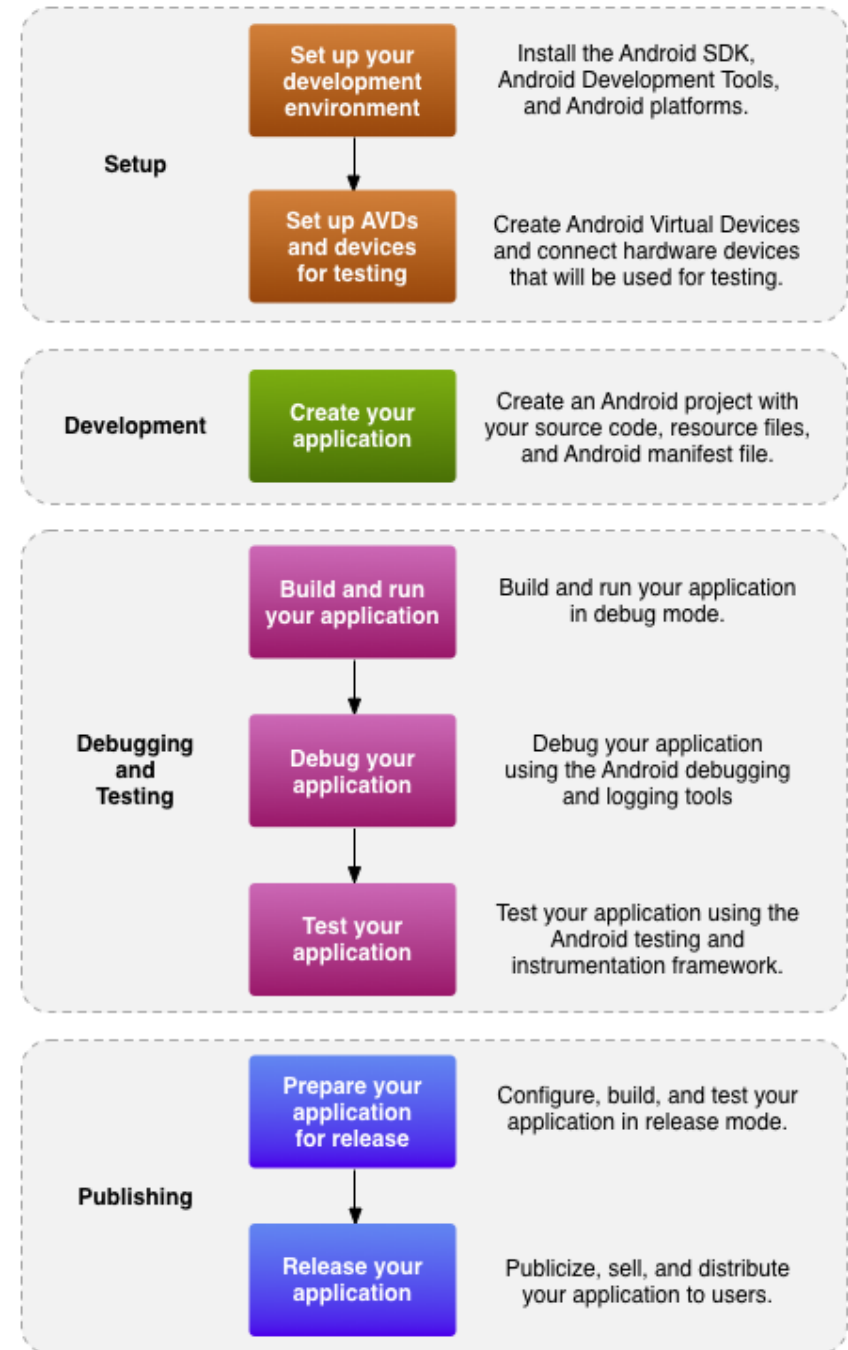 Setup
Set up your
development
environment
Install the Android SDK,
Android Development Tools,
and Android platforms.
Set up AVDs
and devices
for testing
Create Android Virtual Devices
and connect hardware devices
that will be used for testing.
Development
Create your
application
Create an Android project with
your source code, resource files,
and Android manifest file.
Debugging
and
Testing
Build and run
your application
Build and run your application
in debug mode.
Debug your
application
Debug your application
using the Android debugging
and logging tools
Test your
application
Test your application using the
Android testing and
instrumentation framework.
Publishing
Prepare your
application
for release
Configure, build, and test your
application in release mode.
Release your
application
Publicize, sell, and distribute
your application to users.